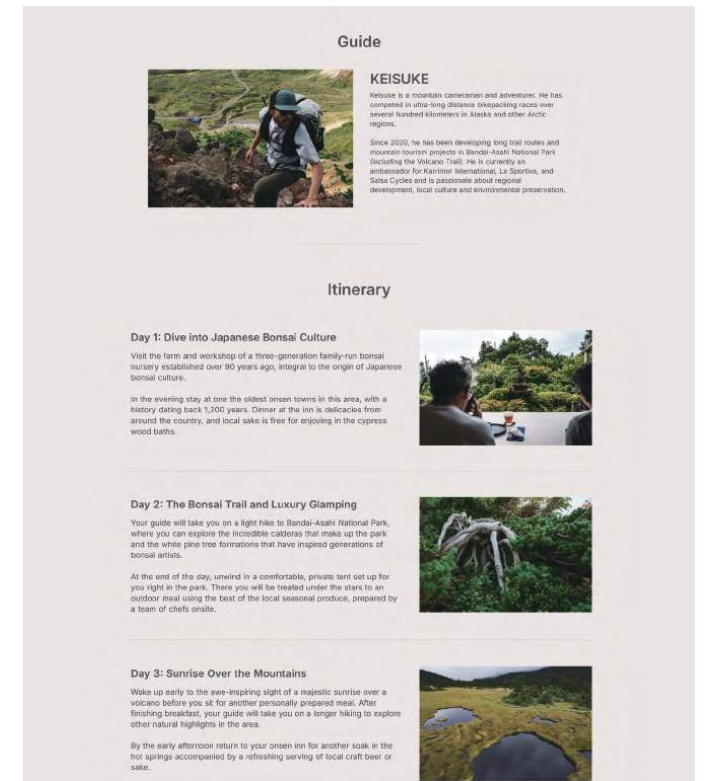 Guide
KEISUKE
Keisuke is a mountain cameraman and adventurer. He has
competed in ultra-long distance bikepacking races over
several hundred kilometers in Alaska and other Arctic
regions.
Since 2020, he has been developing long trail routes and
mountain tourism projects in Bandai-Asahi National Park
(including the Volcano Trail). He is currently an
ambassador for Karrimor International, La Sportiva, and
Salsa Cycles and is passionate about regional
development, local culture and environmental preservation.
Itinerary
Day 1: Dive into Japanese Bonsai Culture
Visit the farm and workshop of a three-generation family-run bonsai
nursery established over 90 years ago, integral to the origin of Japanese
bonsai culture.
In the evening stay at one the oldest onsen towns in this area, with a
history dating back 1,200 years. Dinner at the inn is delicacies from
around the country, and local sake is free for enjoying in the cypress
wood baths.
Day 2: The Bonsai Trail and Luxury Glamping
Your guide will take you on a light hike to Bandai-Asahi National Park,
where you can explore the incredible calderas that make up the park
and the white pine tree formations that have inspired generations of
bonsai artists.
At the end of the day, unwind in a comfortable, private tent set up for
you right in the park. There you will be treated under the stars to an
outdoor meal using the best of the local seasonal produce, prepared by
a team of chefs onsite.
Day 3: Sunrise Over the Mountains
Wake up early to the awe-inspiring sight of a majestic sunrise over a
volcano before you sit for another personally prepared meal. After
finishing breakfast, your guide will take you on a longer hiking to explore
other natural highlights in the area.
By the early afternoon return to your onsen inn for another soak in the
hot springs accompanied by a refreshing serving of local craft beer or
sake.